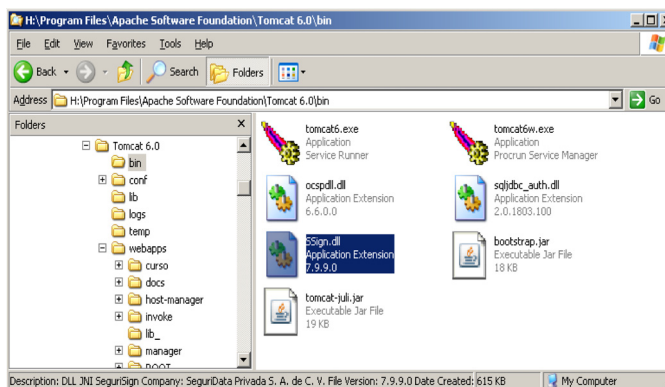 H:\Program Files\Apache Software Foundation\Tomcat 6.0\bin
File Edit View Favorites Tools Help
Back Search Folders
Address H:\Program Files\Apache Software Foundation\Tomcat 6.0\bin Go
Folders
Tomcat 6.0
bin
conf
lib
logs
temp
webapps
curso
docs
host-manager
invoke
lib_
manager
ROOT
tomcat6.exe
Application
Service Runner
tomcat6w.exe
Application
Procrun Service Manager
ocspdll.dll
Application Extension
6.6.0.0
sqljdbc_auth.dll
Application Extension
2.0.1803.100
SSign.dll
Application Extension
7.9.9.0
bootstrap.jar
Executable Jar File
18 KB
tomcat-juli.jar
Executable Jar File
19 KB
Description: DLL JNI SeguriSign Company: SeguriData Privada S. A. de C. V. File Version: 7.9.9.0 Date Created: 615 KB My Computer